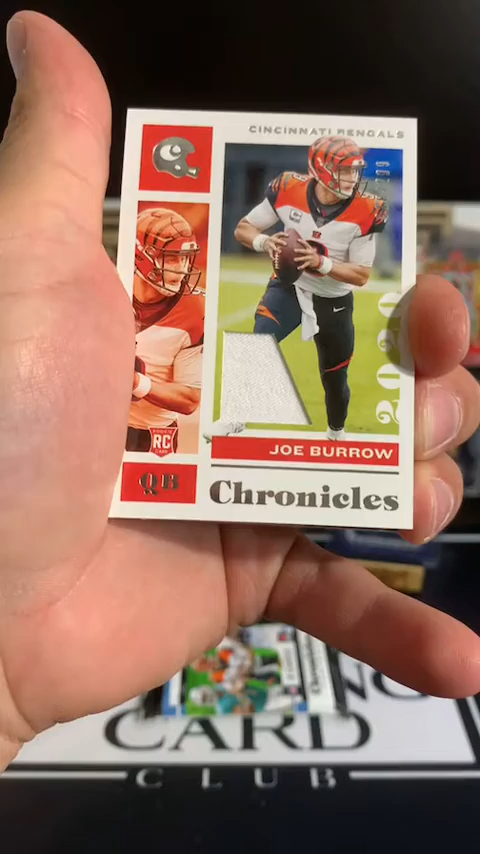 CINCINNATI BENGALS
2020
RC
JOE BURROW
QB
Chronicles
CARD
CLUB